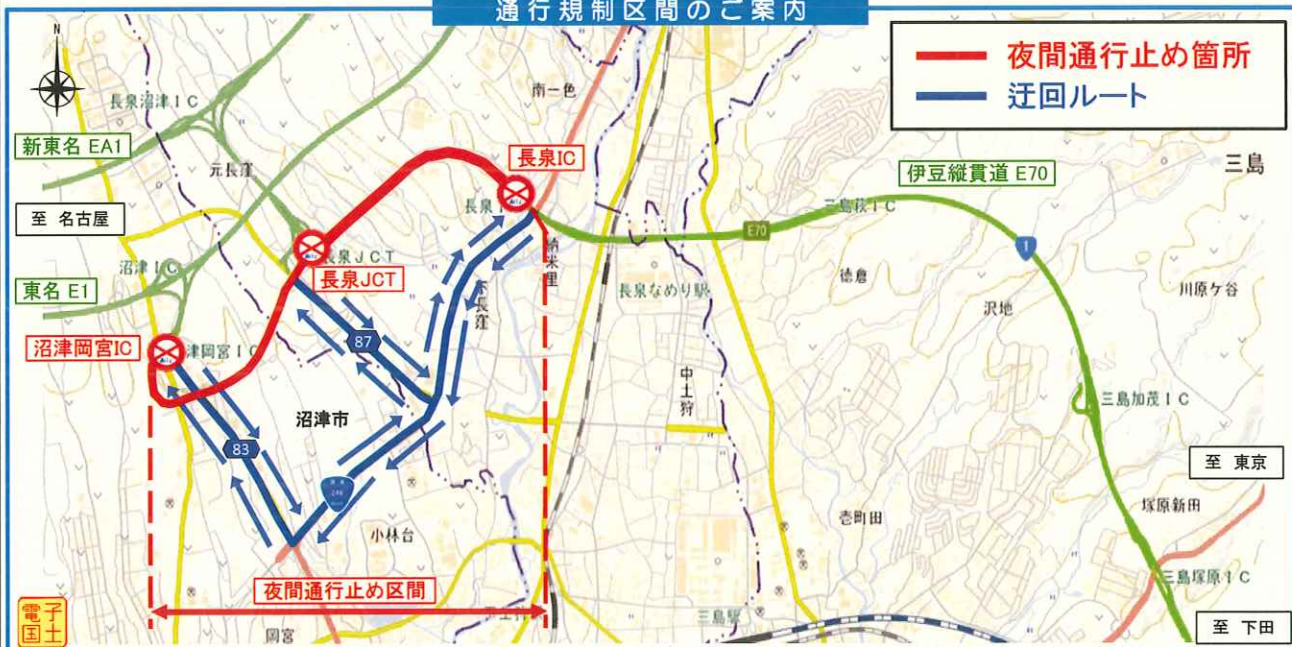 通行規制区間のご案内
夜間通行止め箇所
迂回ルート
N
長泉沼津IC
南一色
新東名 EA1
元長窪
長泉IC
伊豆縦貫道 E70
三島
至 名古屋
三島萩IC
E70
1
沼津IC
長泉JCT
長泉JCT
納米里
長泉なめり駅
徳倉
沢地
川原ケ谷
東名 E1
下長窪
沼津岡宮IC
津岡宮IC
87
中土狩
三島加茂IC
沼津市
83
246
至 東京
塚原新田
小林台
壱町田
夜間通行止め区間
三島塚原IC
電子国土
岡宮
三島駅
至 下田